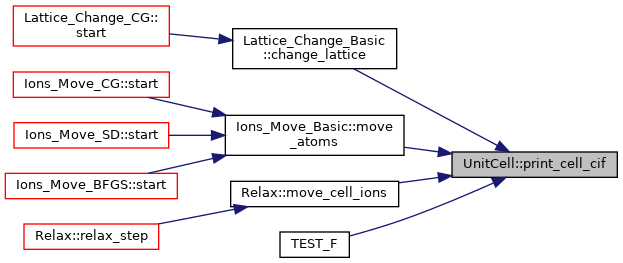 Lattice_Change_CG::
start
Lattice_Change_Basic
::change_lattice
Ions_Move_CG::start
Ions_Move_SD::start
Ions_Move_Basic::move
_atoms
Ions_Move_BFGS::start
UnitCell::print_cell_cif
Relax::move_cell_ions
Relax::relax_step
TEST_F